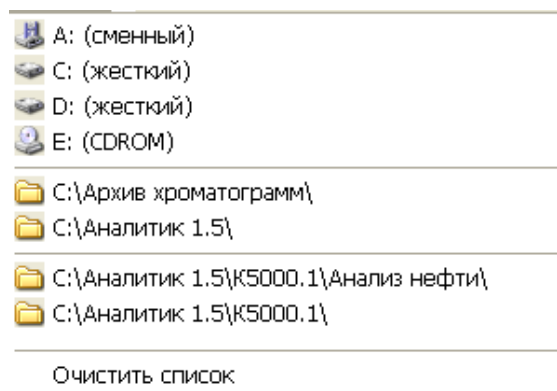 A: (сменный)
C: (жесткий)
D: (жесткий)
E: (CDROM)
C:\Архив хроматограмм\
C:\Аналитик 1.5\
C:\Аналитик 1.5\К5000.1\Анализ нефти\
C:\Аналитик 1.5\К5000.1\
Очистить список